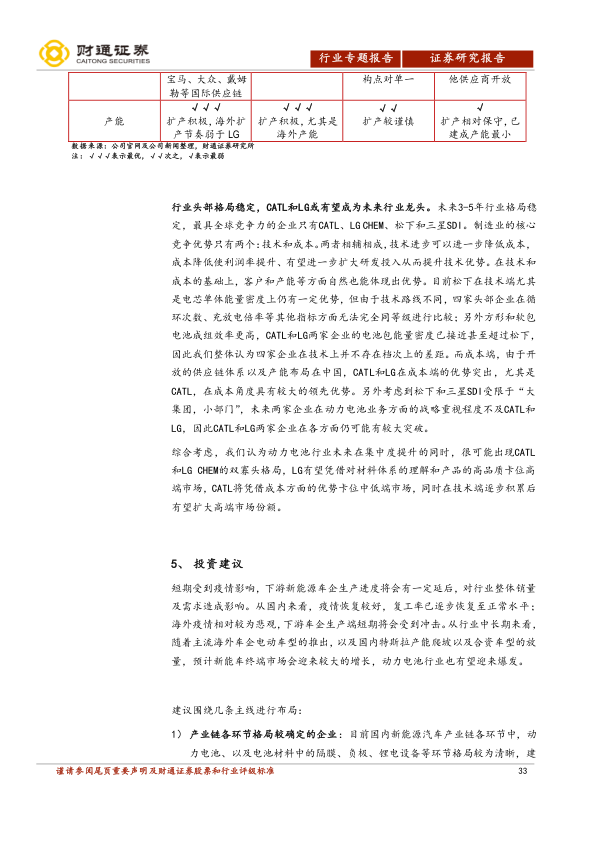 财通证券
CAITONG SECURITIES
行业专题报告 证券研究报告
宝马、大众、戴姆 构点对单一 他供应商开放
勒等国际供应链
产能 √√√ √√√ √√ √
扩产积极，海外扩 扩产积极，尤其是 扩产较谨慎 扩产相对保守，已
产节奏弱于 LG 海外产能 建成产能最小
数据来源：公司官网及公司新闻整理，财通证券研究所
注：√√√表示最优，√√次之，√表示最弱
行业头部格局稳定，CATL和LG或有望成为未来行业龙头。未来3-5年行业格局稳
定，最具全球竞争力的企业只有CATL、LG CHEM、松下和三星SDI。制造业的核心
竞争优势只有两个：技术和成本。两者相辅相成，技术进步可以进一步降低成本，
成本降低使利润率提升、有望进一步扩大研发投入从而提升技术优势。在技术和
成本的基础上，客户和产能等方面自然也能体现出优势。目前松下在技术端尤其
是电芯单体能量密度上仍有一定优势，但由于技术路线不同，四家头部企业在循
环次数、充放电倍率等其他指标方面无法完全同等级进行比较；另外方形和软包
电池成组效率更高，CATL和LG两家企业的电池包能量密度已接近甚至超过松下，
因此我们整体认为四家企业在技术上并不存在档次上的差距。而成本端，由于开
放的供应链体系以及产能布局在中国，CATL和LG在成本端的优势突出，尤其是
CATL，在成本角度具有较大的领先优势。另外考虑到松下和三星SDI受限于“大
集团，小部门”，未来两家企业在动力电池业务方面的战略重视程度不及CATL和
LG，因此CATL和LG两家企业在各方面仍可能有较大突破。
综合考虑，我们认为动力电池行业未来在集中度提升的同时，很可能出现CATL
和LG CHEM的双寡头格局，LG有望凭借对材料体系的理解和产品的高品质卡位高
端市场，CATL将凭借成本方面的优势卡位中低端市场，同时在技术端逐步积累后
有望扩大高端市场份额。
5、 投资建议
短期受到疫情影响，下游新能源车企生产进度将会有一定延后，对行业整体销量
及需求造成影响。从国内来看，疫情恢复较好，复工率已逐步恢复至正常水平；
海外疫情相对较为悲观，下游车企生产端短期将会受到冲击。从行业中长期来看，
随着主流海外车企电动车型的推出，以及国内特斯拉产能爬坡以及合资车型的放
量，预计新能车终端市场会迎来较大的增长，动力电池行业也有望迎来爆发。
建议围绕几条主线进行布局：
1） 产业链各环节格局较确定的企业：目前国内新能源汽车产业链各环节中，动
力电池、以及电池材料中的隔膜、负极、锂电设备等环节格局较为清晰，建
谨请参阅尾页重要声明及财通证券股票和行业评级标准 33